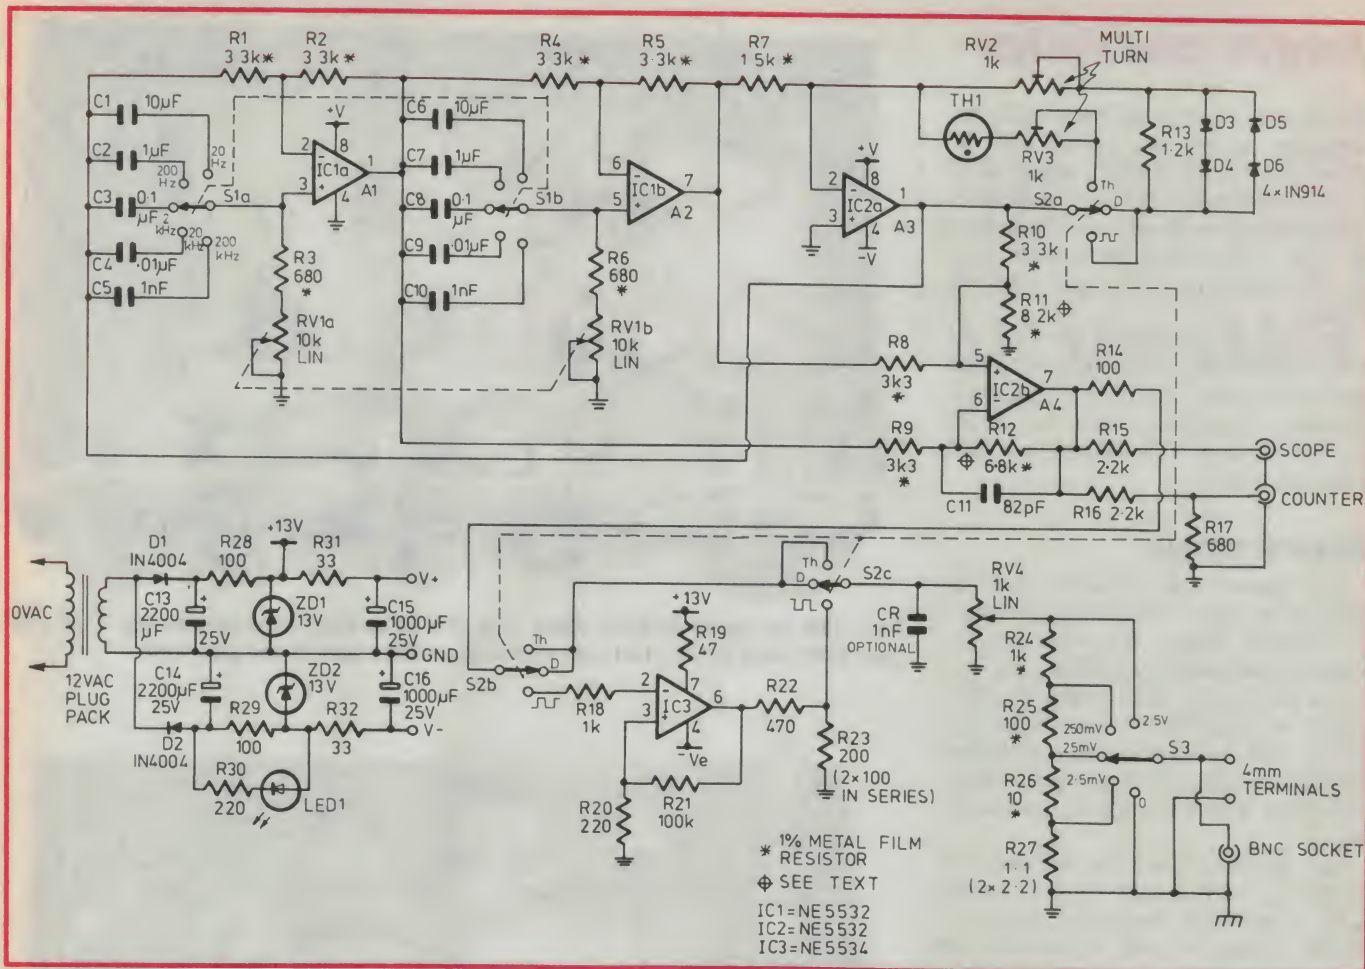 R1
3.3k*
R2
3.3k*
R4
3.3k *
R5
3.3k *
R7
1.5k *
RV2
1k
MULTI
TURN
C1
10µF
C2
1µF
C3
0.1
µF
C4
.01µF
C5
1nF
20
Hz
200
Hz
2
kHz
20
kHz
200
kHz
S1a
+V
8
2
3
IC1a
1
4
A1
R3
680
*
RV1a
10k
LIN
C6
10µF
C7
1µF
C8
0.1
µF
C9
.01µF
C10
1nF
S1b
6
5
IC1b
7
A2
R6
680
*
RV1b
10k
LIN
TH1
RV3
1k
R13
1.2k
D3
D4
D5
D6
4×IN914
+V
8
2
3
IC2a
1
4
A3
-V
S2a
Th
D
R10
3.3k
*
R11
8.2k
*
R8
3k3
*
R9
3k3
*
5
6
IC2b
7
A4
R12
6.8k*
C11
82pF
R14
100
R15
2.2k
R16 2.2k
R17
680
SCOPE
COUNTER
0VAC
12VAC
PLUG
PACK
D1
IN4004
C13
2200
µF
25V
R28
100
+13V
ZD1
13V
R31
33
C15
1000µF
25V
V+
GND
C14
2200µF
25V
ZD2
13V
C16
1000µF
25V
V-
D2
IN4004
R29
100
R32
33
R30
220
LED1
S2b
Th
D
R18
1k
+13V
R19
47
2
3
IC3
7
6
4
-Ve
R20
220
R21
100k
R22
470
R23
200
(2×100
IN SERIES)
Th
D
S2c
CR
1nF
OPTIONAL
RV4
1k
LIN
R24
1k
*
R25
100
*
R26
10
*
R27
1.1
(2×2.2)
250mV
2.5V
25mV
2.5mV
0
S3
4mm
TERMINALS
BNC SOCKET
* 1% METAL FILM
RESISTOR
⌖ SEE TEXT
IC1=NE5532
IC2=NE5532
IC3=NE5534